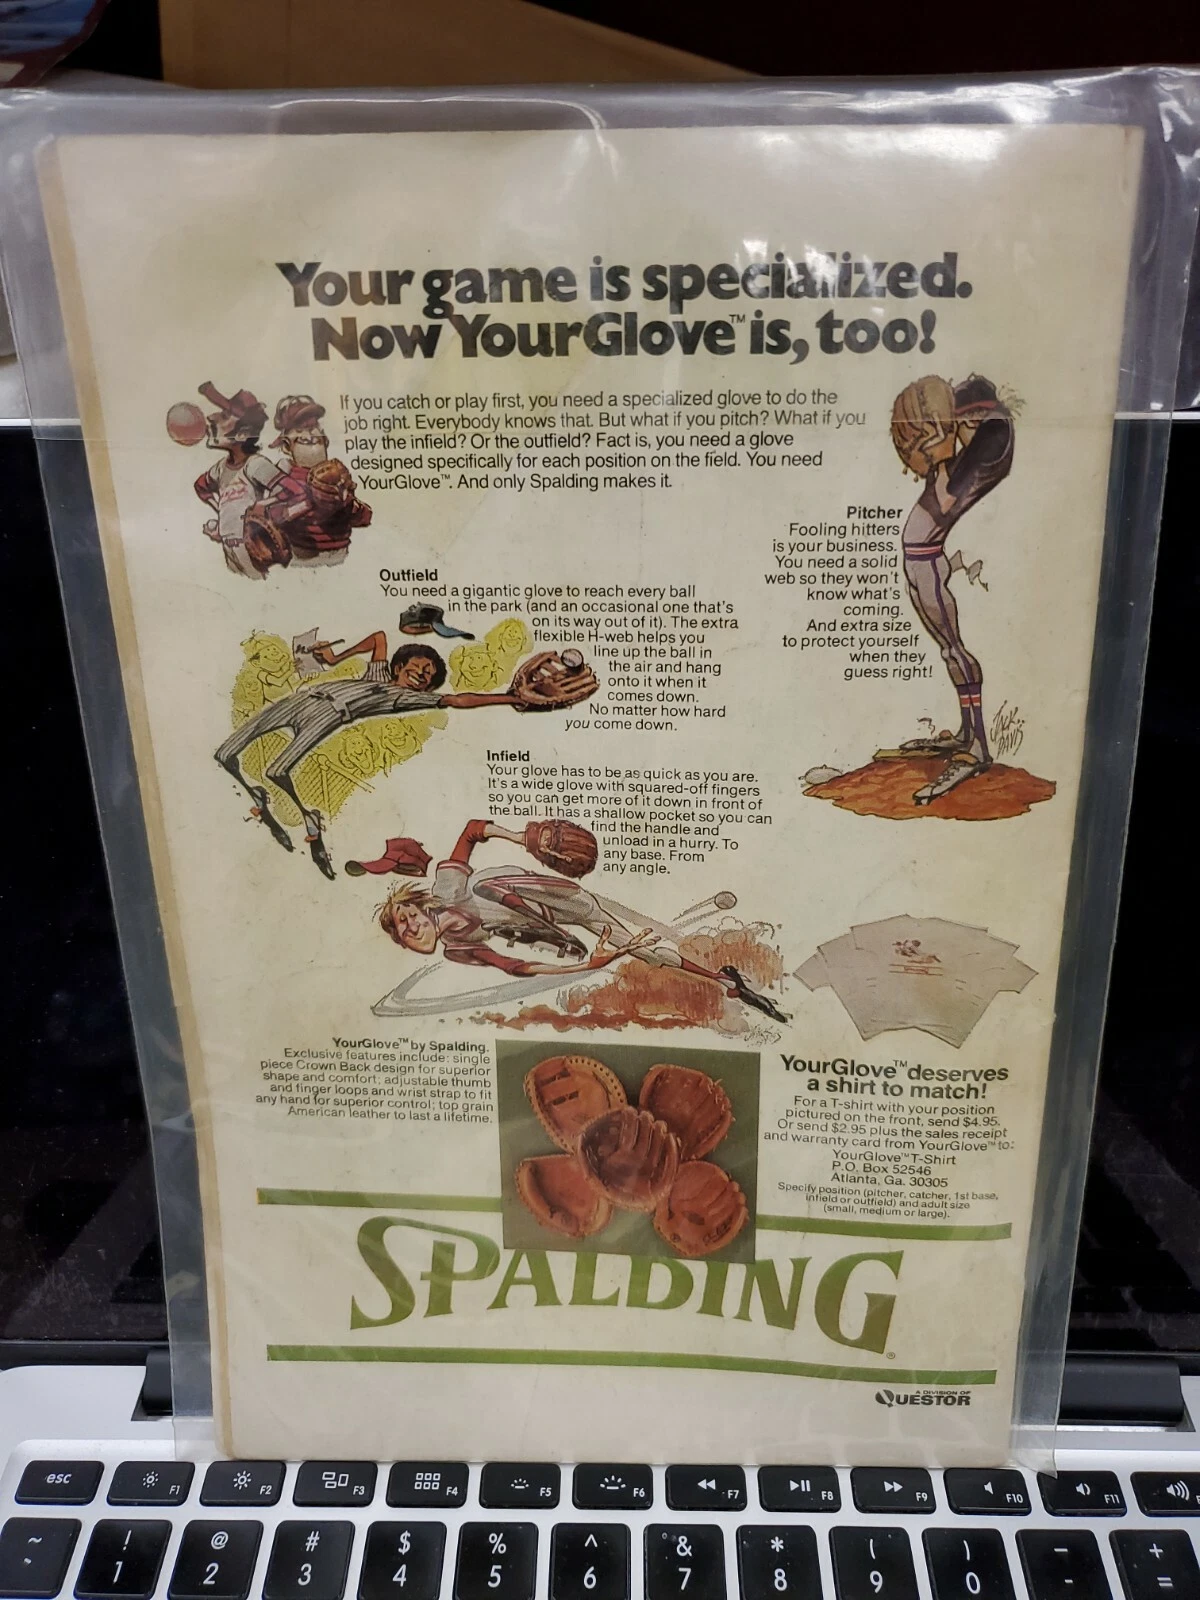 Your game is specialized.
Now YourGlove™ is, too!
If you catch or play first, you need a specialized glove to do the
job right. Everybody knows that. But what if you pitch? What if you
play the infield? Or the outfield? Fact is, you need a glove
designed specifically for each position on the field. You need
YourGlove™. And only Spalding makes it.
Pitcher
Fooling hitters
is your business.
You need a solid
web so they won't
know what's
coming.
And extra size
to protect yourself
when they
guess right!
Outfield
You need a gigantic glove to reach every ball
in the park (and an occasional one that's
on its way out of it). The extra
flexible H-web helps you
line up the ball in
the air and hang
onto it when it
comes down.
No matter how hard
you come down.
JACK
DAVIS
Infield
Your glove has to be as quick as you are.
It's a wide glove with squared-off fingers
so you can get more of it down in front of
the ball. It has a shallow pocket so you can
find the handle and
unload in a hurry. To
any base. From
any angle.
YourGlove™ by Spalding.
Exclusive features include: single
piece Crown Back design for superior
shape and comfort; adjustable thumb
and finger loops and wrist strap to fit
any hand for superior control; top grain
American leather to last a lifetime.
YourGlove™ deserves
a shirt to match!
For a T-shirt with your position
pictured on the front, send $4.95.
Or send $2.95 plus the sales receipt
and warranty card from YourGlove™ to:
YourGlove™ T-Shirt
P.O. Box 52546
Atlanta, Ga. 30305
Specify position (pitcher, catcher, 1st base,
infield or outfield) and adult size
(small, medium or large).
SPALDING®
A DIVISION OF
QUESTOR
esc F1 F2 F3 F4 F5 F6 F7 F8 F9 F10 F11
~ ! @ # $ % ^ & * ( ) – +
` 1 2 3 4 5 6 7 8 9 0 - =